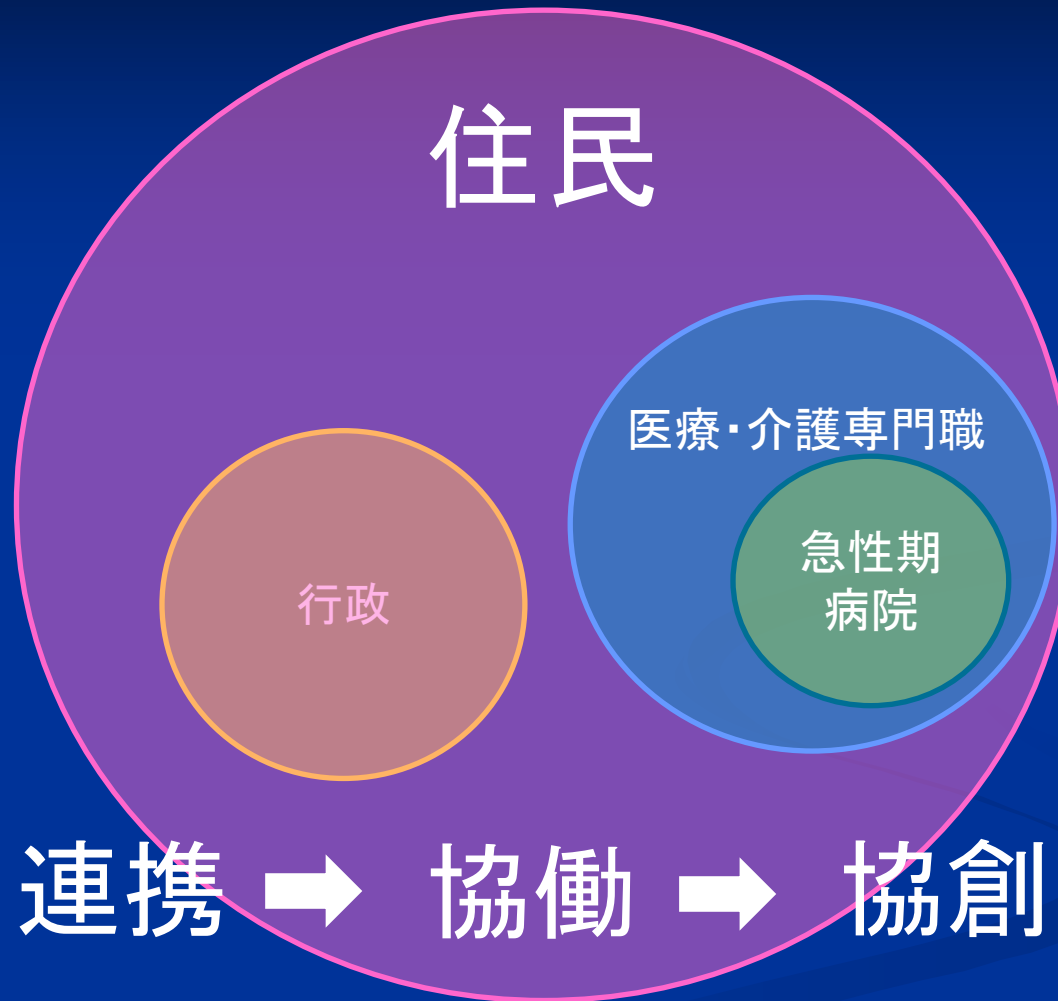 住民
医療・介護専門職
急性期
病院
行政
連携 ➡ 協働 ➡ 協創